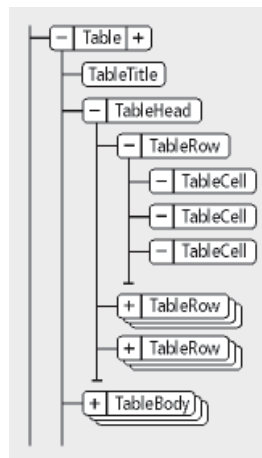 − Table +
TableTitle
− TableHead
− TableRow
− TableCell
− TableCell
− TableCell
+ TableRow
+ TableRow
+ TableBody